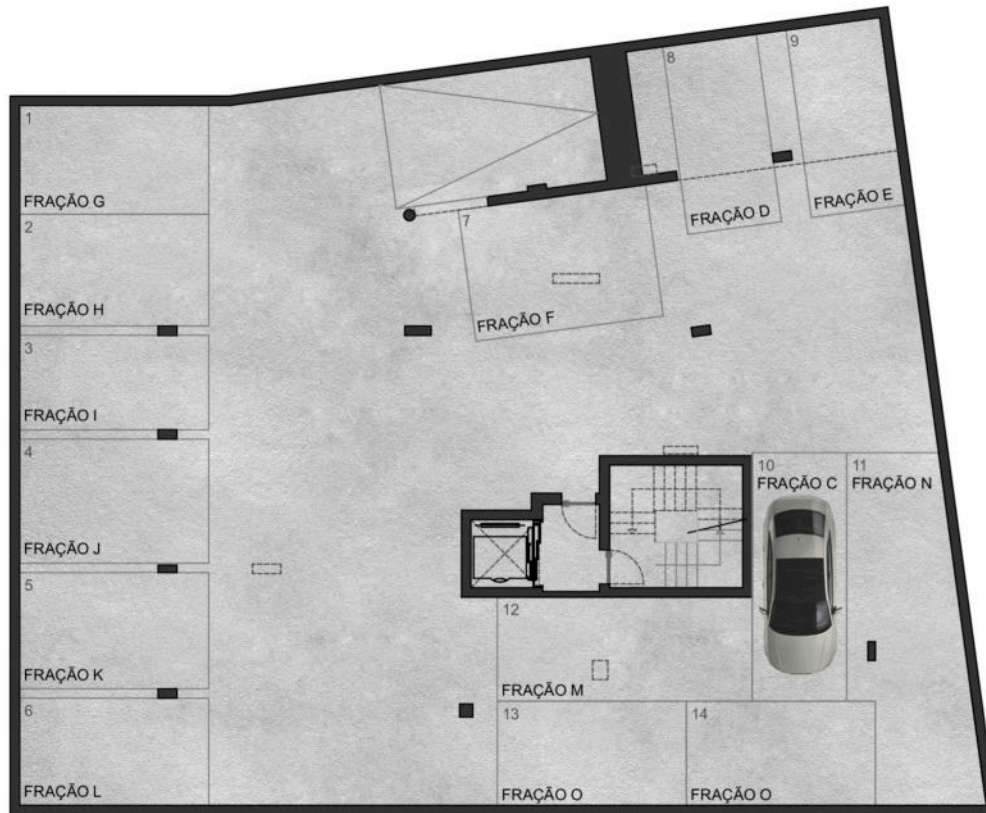 1
FRAÇÃO G
2
FRAÇÃO H
3
FRAÇÃO I
4
FRAÇÃO J
5
FRAÇÃO K
6
FRAÇÃO L
7
FRAÇÃO F
8
FRAÇÃO D
9
FRAÇÃO E
10
FRAÇÃO C
11
FRAÇÃO N
12
FRAÇÃO M
13
FRAÇÃO O
14
FRAÇÃO O